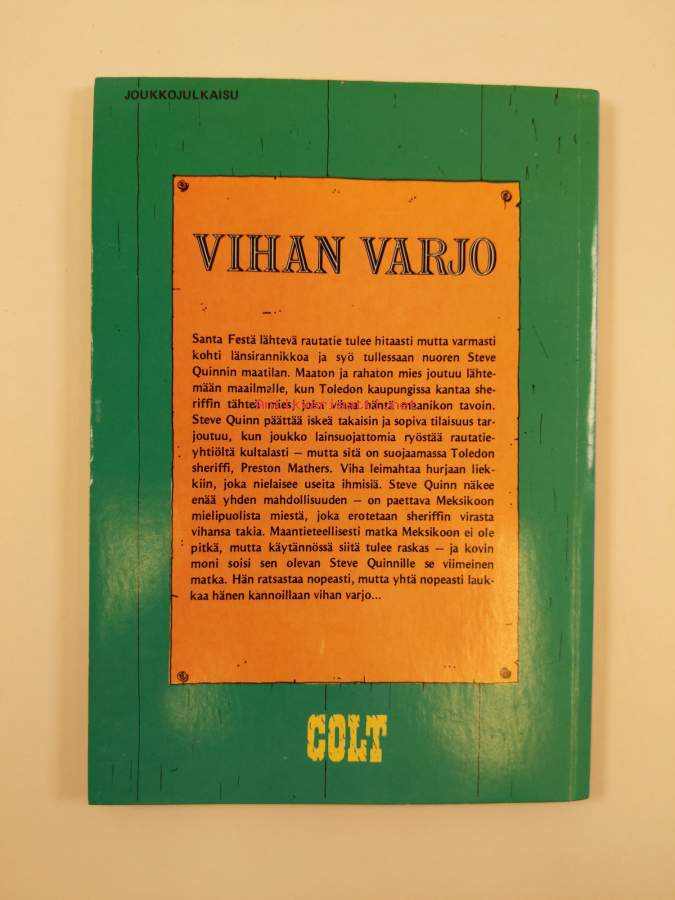 JOUKKOJULKAISU
VIHAN VARJO
Santa Festä lähtevä rautatie tulee hitaasti mutta varmasti
kohti länsirannikkoa ja syö tullessaan nuoren Steve
Quinnin maatilan. Maaton ja rahaton mies joutuu lähte-
mään maailmalle, kun Toledon kaupungissa kantaa she-
riffin tähteä mies, joka vihaa häntä maanikon tavoin.
Steve Quinn päättää iskeä takaisin ja sopiva tilaisuus tar-
joutuu, kun joukko lainsuojattomia ryöstää rautatie-
yhtiöltä kultalasti — mutta sitä on suojaamassa Toledon
sheriffi, Preston Mathers. Viha leimahtaa hurjaan liek-
kiin, joka nielaisee useita ihmisiä. Steve Quinn näkee
enää yhden mahdollisuuden — on paettava Meksikoon
mielipuolista miestä, joka erotetaan sheriffin virasta
vihansa takia. Maantieteellisesti matka Meksikoon ei ole
pitkä, mutta käytännössä siitä tulee raskas — ja kovin
moni soisi sen olevan Steve Quinnille se viimeinen
matka. Hän ratsastaa nopeasti, mutta yhtä nopeasti lauk-
kaa hänen kannoillaan vihan varjo...
COLT